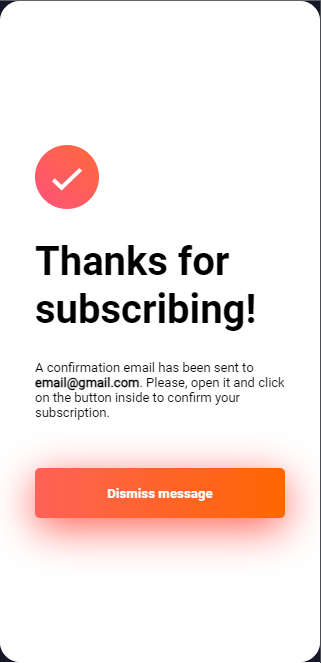 Thanks for
subscribing!
A confirmation email has been sent to
email@gmail.com. Please, open it and click
on the button inside to confirm your
subscription.
Dismiss message